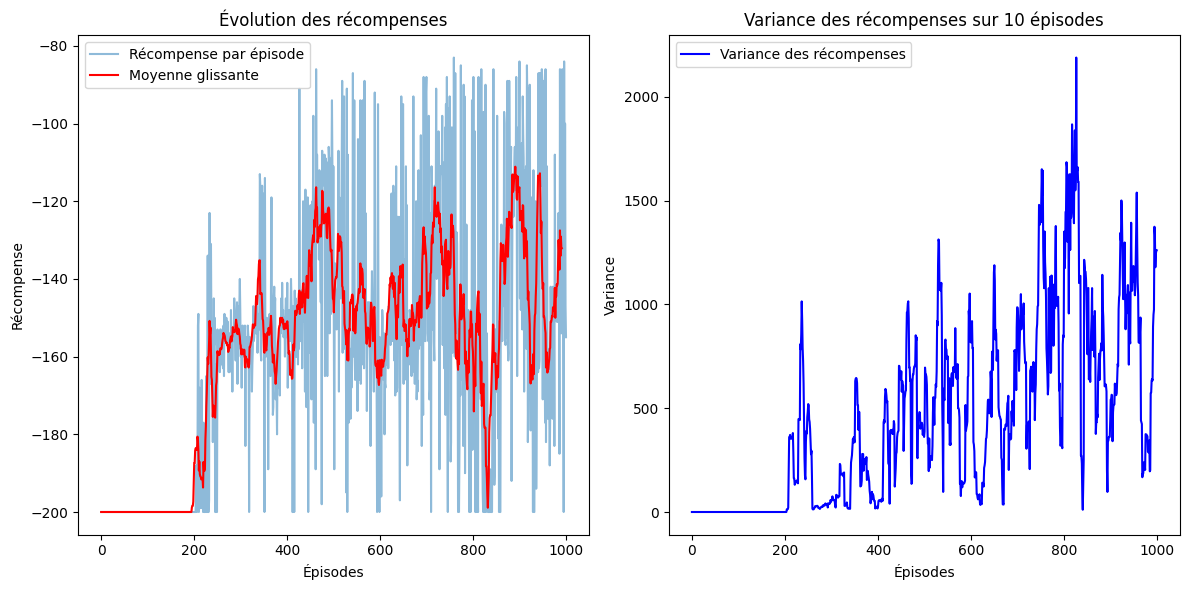 Évolution des récompenses
Récompense par épisode
Moyenne glissante
−80
−100
−120
−140
−160
−180
−200
Récompense
0
200
400
600
800
1000
Épisodes
Variance des récompenses sur 10 épisodes
Variance des récompenses
2000
1500
1000
500
0
Variance
0
200
400
600
800
1000
Épisodes